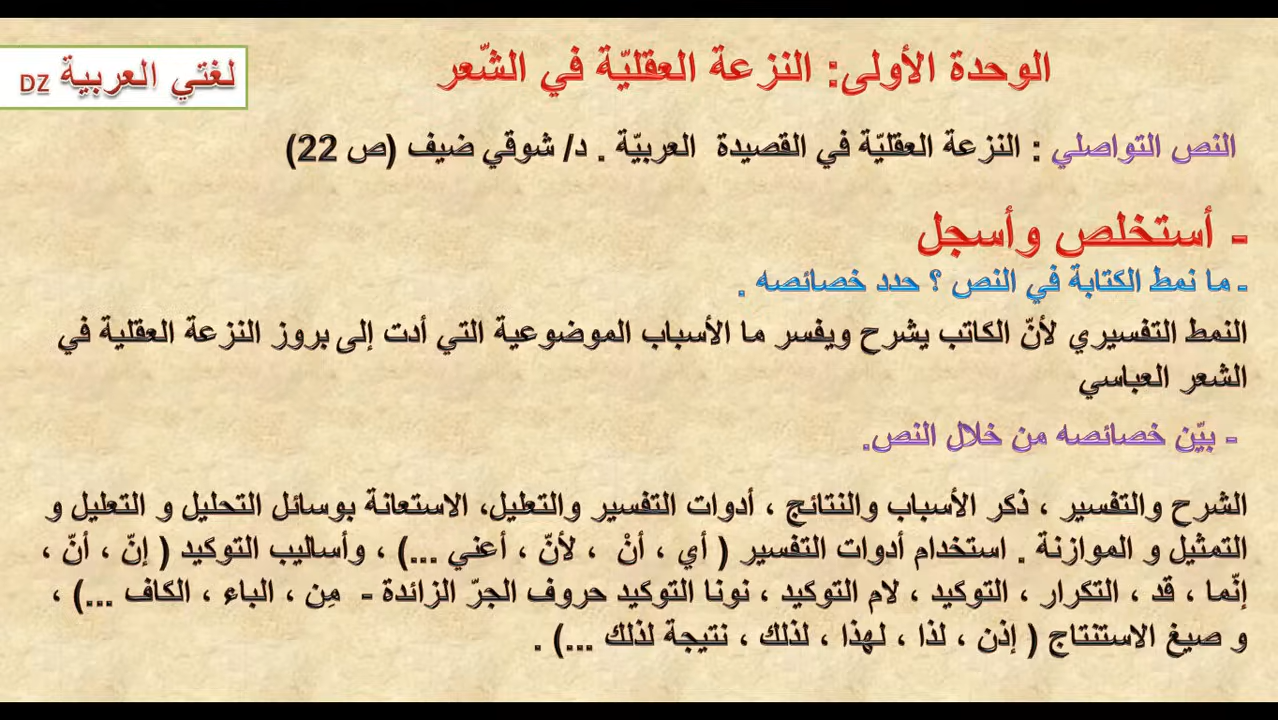 الوحدة الأولى: النزعة العقليّة في الشّعر
لغتي العربية DZ
النص التواصلي : النزعة العقليّة في القصيدة العربيّة . د/ شوقي ضيف (ص 22)
- أستخلص وأسجل
- ما نمط الكتابة في النص ؟ حدد خصائصه .
النمط التفسيري لأنّ الكاتب يشرح ويفسر ما الأسباب الموضوعية التي أدت إلى بروز النزعة العقلية في
الشعر العباسي
- بيّن خصائصه من خلال النص.
الشرح والتفسير ، ذكر الأسباب والنتائج ، أدوات التفسير والتعليل، الاستعانة بوسائل التحليل و التعليل و
التمثيل و الموازنة . استخدام أدوات التفسير ( أي ، أنْ ، لأنّ ، أعني ...) ، وأساليب التوكيد ( إنّ ، أنّ ،
إنّما ، قد ، التكرار ، التوكيد ، لام التوكيد ، نونا التوكيد حروف الجرّ الزائدة - مِن ، الباء ، الكاف ...) ،
و صيغ الاستنتاج ( إذن ، لذا ، لهذا ، لذلك ، نتيجة لذلك ...) .